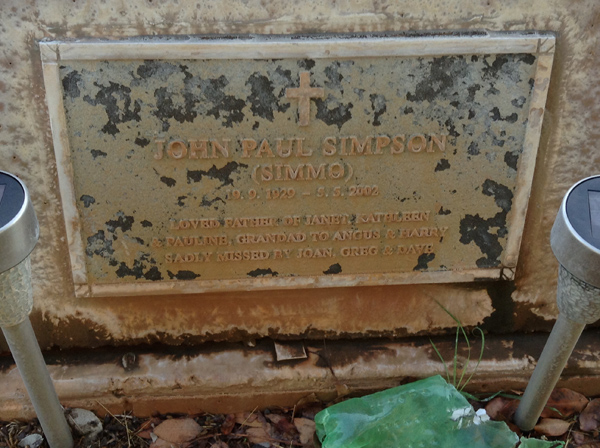 JOHN PAUL SIMPSON
(SIMMO)
9. 1929 - 5. 5. 2002
LOVED FATHER OF JANET, KATHLEEN
& PAULINE, GRANDAD TO ANGUS, & HARRY
SADLY MISSED BY JOAN, GREG & DAVE